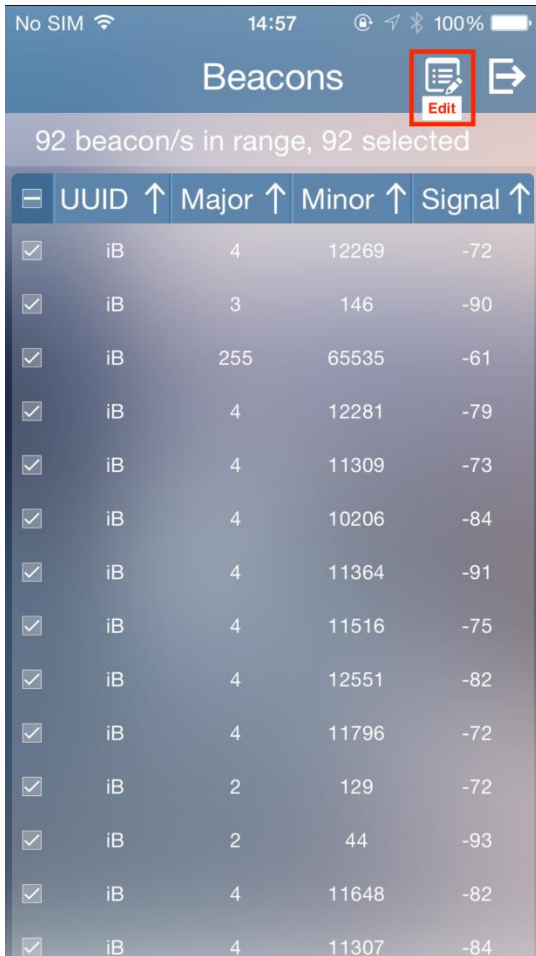 No SIM 14:57 100%
Beacons
Edit
92 beacon/s in range, 92 selected
UUID ↑ Major ↑ Minor ↑ Signal ↑
iB 4 12269 -72
iB 3 146 -90
iB 255 65535 -61
iB 4 12281 -79
iB 4 11309 -73
iB 4 10206 -84
iB 4 11364 -91
iB 4 11516 -75
iB 4 12551 -82
iB 4 11796 -72
iB 2 129 -72
iB 2 44 -93
iB 4 11648 -82
iB 4 11307 -84